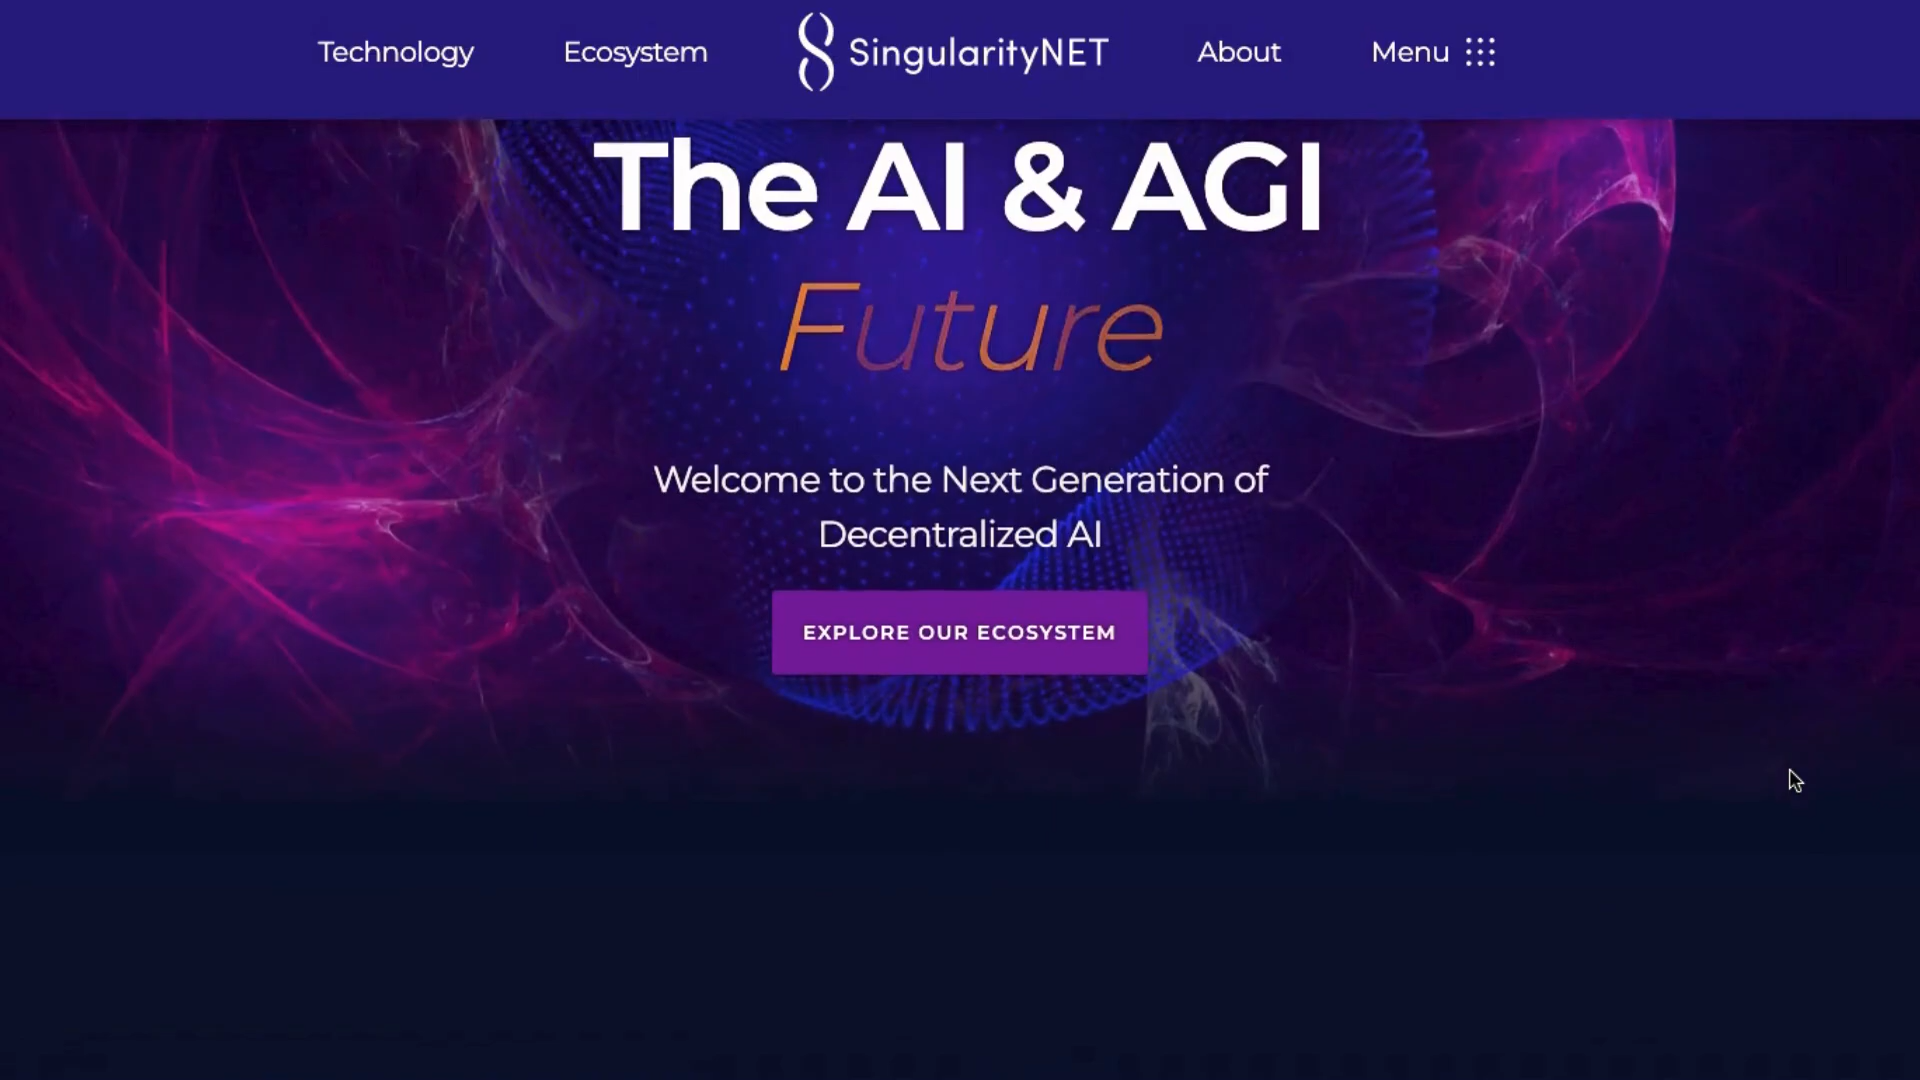 Technology
Ecosystem
SingularityNET
About
Menu
The AI & AGI
Future
Welcome to the Next Generation of
Decentralized AI
EXPLORE OUR ECOSYSTEM